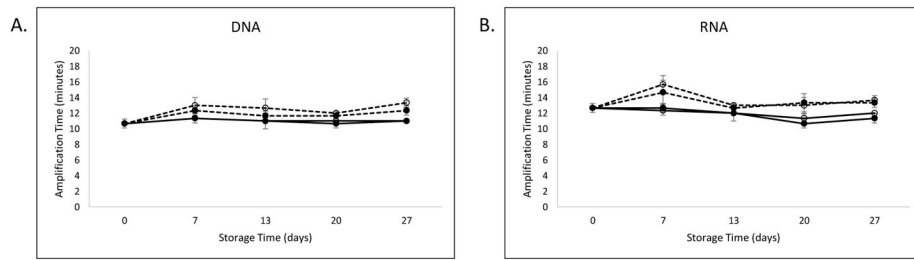 A.
DNA
Amplification Time (minutes)
20
18
16
14
12
10
8
6
4
2
0
0 7 13 20 27
Storage Time (days)
B.
RNA
Amplification Time (minutes)
20
18
16
14
12
10
8
6
4
2
0
0 7 13 20 27
Storage Time (days)